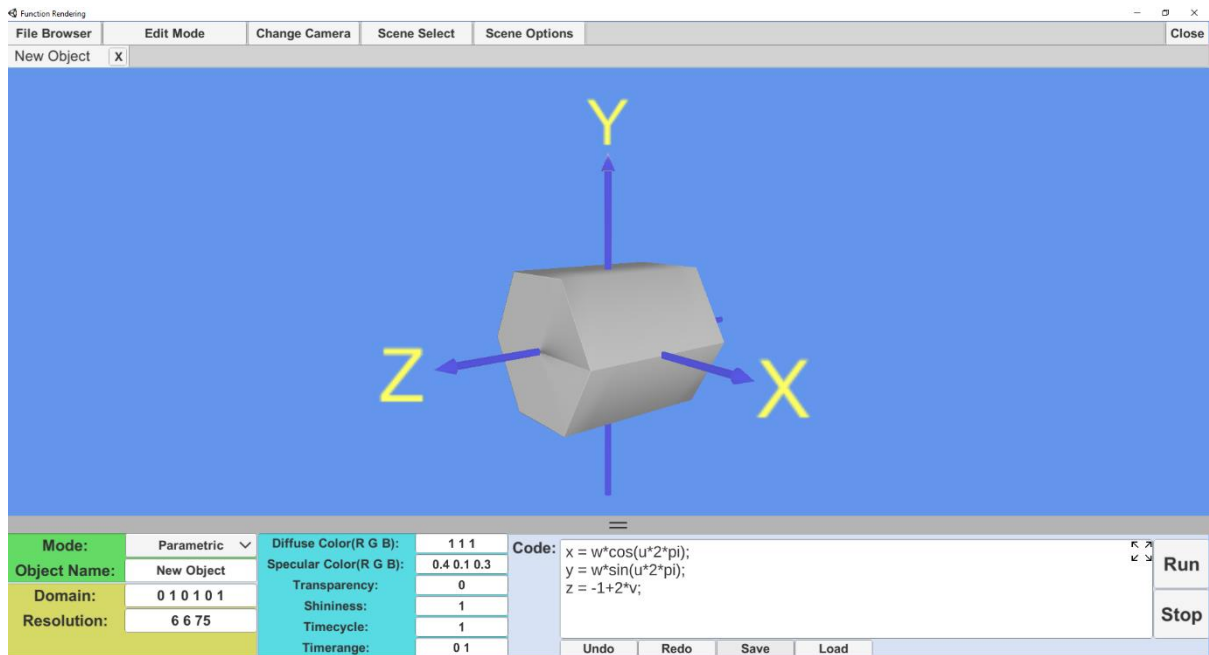 Function Rendering
File Browser Edit Mode Change Camera Scene Select Scene Options Close
New Object X
Y
Z
X
Mode: Parametric
Object Name: New Object
Domain: 0 1 0 1 0 1
Resolution: 6 6 75
Diffuse Color(R G B): 1 1 1
Specular Color(R G B): 0.4 0.1 0.3
Transparency: 0
Shininess: 1
Timecycle: 1
Timerange: 0 1
Code:
x = w*cos(u*2*pi);
y = w*sin(u*2*pi);
z = -1+2*v;
Run
Stop
Undo Redo Save Load